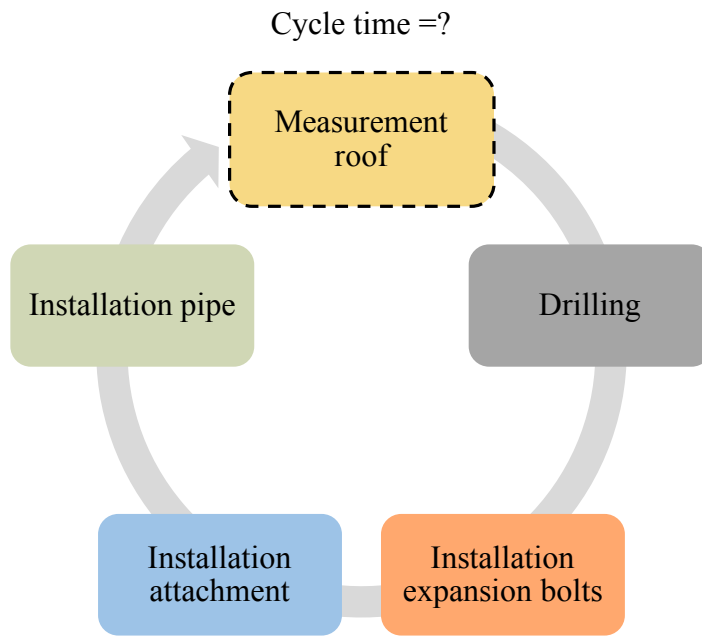 Cycle time =?
Measurement
roof
Drilling
Installation
expansion bolts
Installation
attachment
Installation pipe